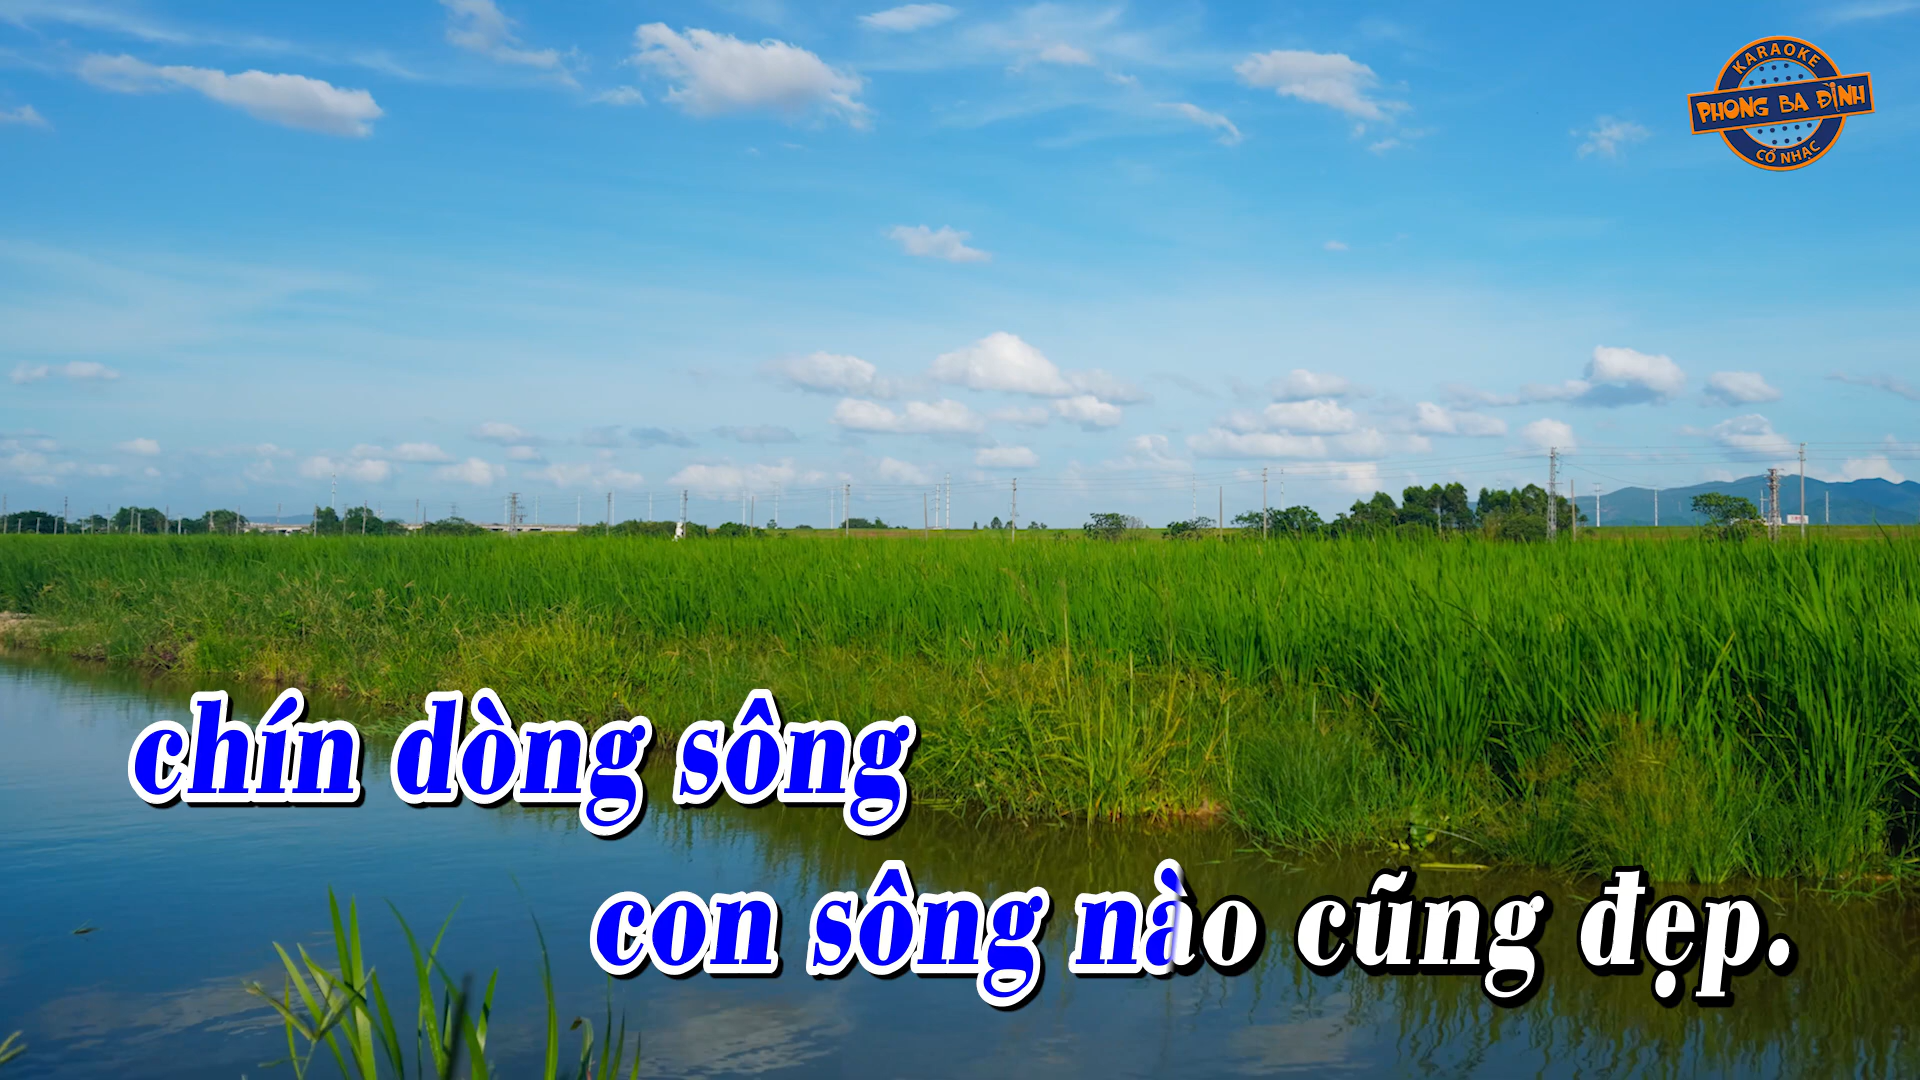 KARAOKE
PHONG BA ĐÌNH
CỔ NHẠC
chín dòng sông
con sông nào cũng đẹp.